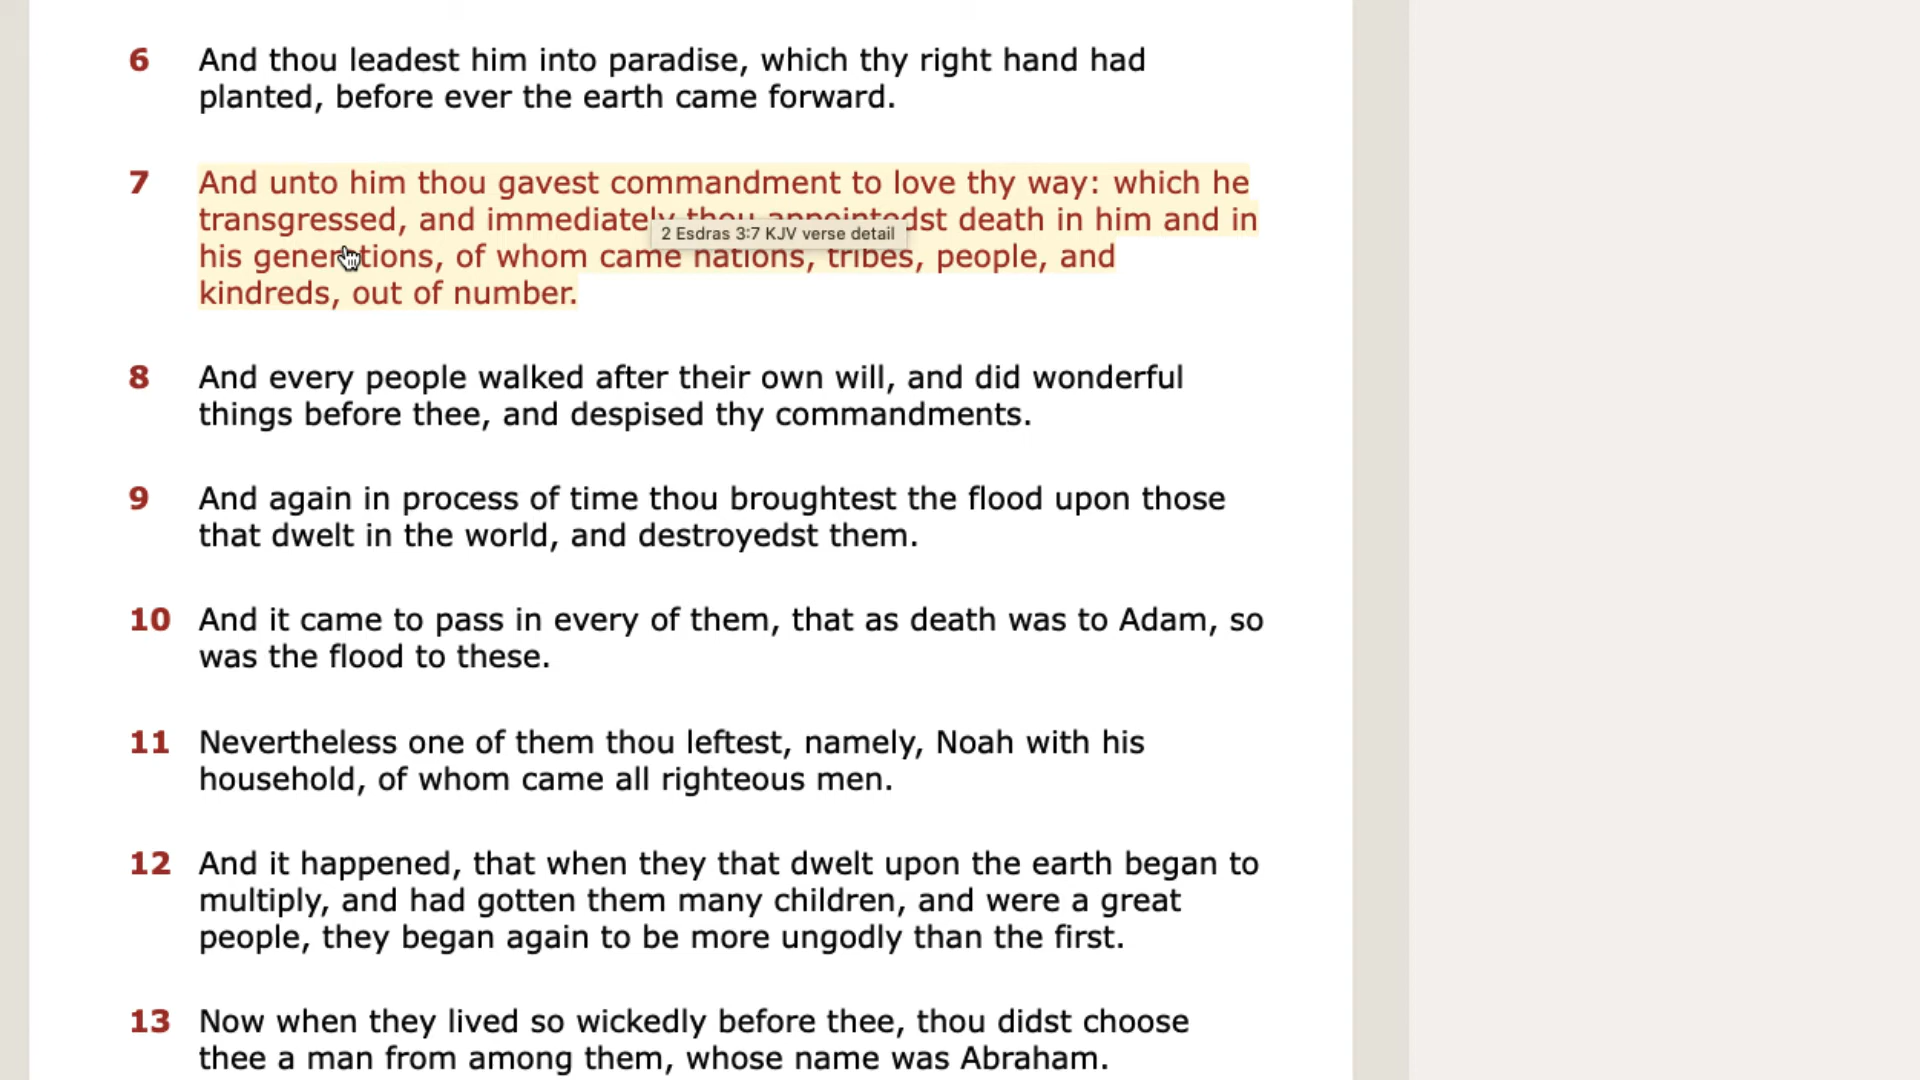 6 And thou leadest him into paradise, which thy right hand had
planted, before ever the earth came forward.
7 And unto him thou gavest commandment to love thy way: which he
transgressed, and immediately thou appointedst death in him and in
2 Esdras 3:7 KJV verse detail
his generations, of whom came nations, tribes, people, and
kindreds, out of number.
8 And every people walked after their own will, and did wonderful
things before thee, and despised thy commandments.
9 And again in process of time thou broughtest the flood upon those
that dwelt in the world, and destroyedst them.
10 And it came to pass in every of them, that as death was to Adam, so
was the flood to these.
11 Nevertheless one of them thou leftest, namely, Noah with his
household, of whom came all righteous men.
12 And it happened, that when they that dwelt upon the earth began to
multiply, and had gotten them many children, and were a great
people, they began again to be more ungodly than the first.
13 Now when they lived so wickedly before thee, thou didst choose
thee a man from among them, whose name was Abraham.